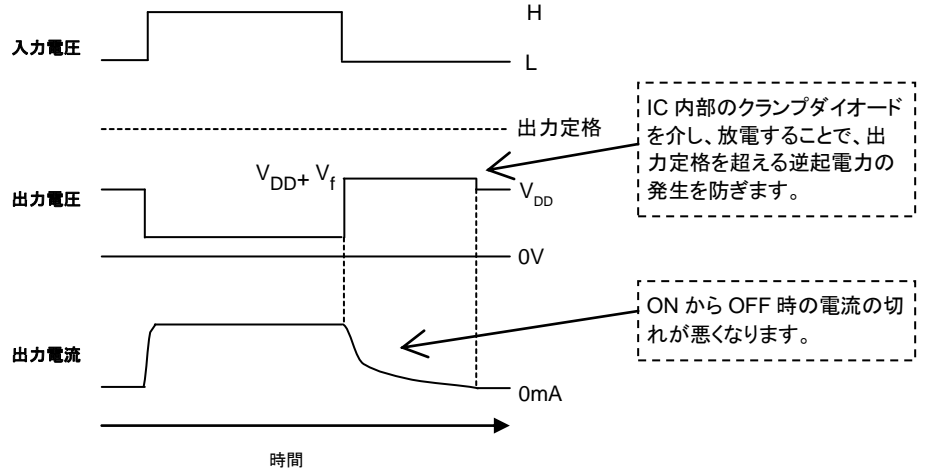 H
入力電圧
L
出力定格
IC 内部のクランプダイオード
を介し、放電することで、出
力定格を超える逆起電力の
発生を防ぎます。
VDD+ Vf
出力電圧
VDD
0V
ON から OFF 時の電流の切
れが悪くなります。
出力電流
0mA
時間